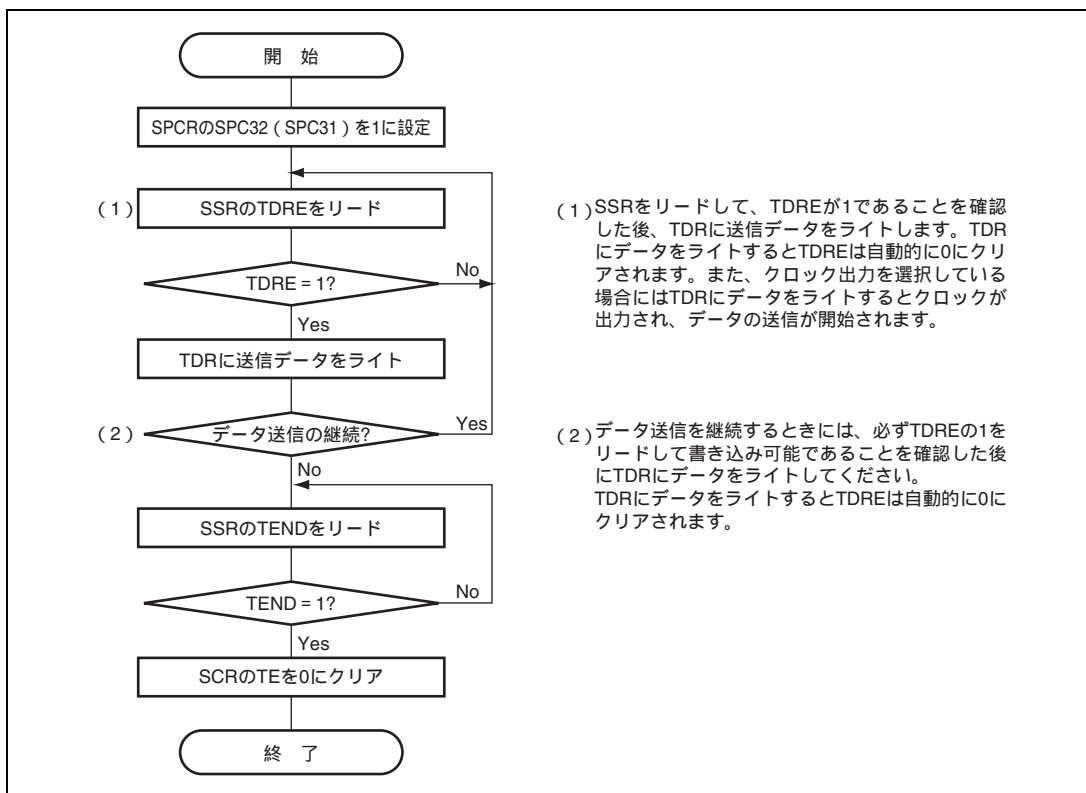 開 始
SPCRのSPC32（SPC31）を1に設定
（1）
SSRのTDREをリード
TDRE = 1?
No
Yes
TDRに送信データをライト
（2）
データ送信の継続?
Yes
No
SSRのTENDをリード
TEND = 1?
No
Yes
SCRのTEを0にクリア
終 了
（1）SSRをリードして、TDREが1であることを確認
した後、TDRに送信データをライトします。TDR
にデータをライトするとTDREは自動的に0にクリ
アされます。また、クロック出力を選択している
場合にはTDRにデータをライトするとクロックが
出力され、データの送信が開始されます。
（2）データ送信を継続するときには、必ずTDREの1を
リードして書き込み可能であることを確認した後
にTDRにデータをライトしてください。
TDRにデータをライトするとTDREは自動的に0に
クリアされます。